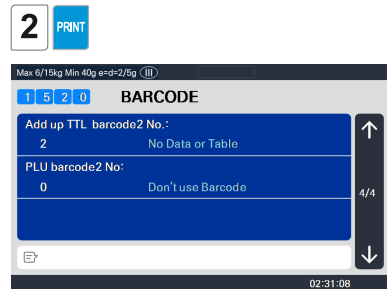 2 PRINT
Max 6/15kg Min 40g e=d=2/5g III
1 5 2 0 BARCODE
Add up TTL barcode2 No.:
2 No Data or Table
PLU barcode2 No:
0 Don't use Barcode
4/4
02:31:08